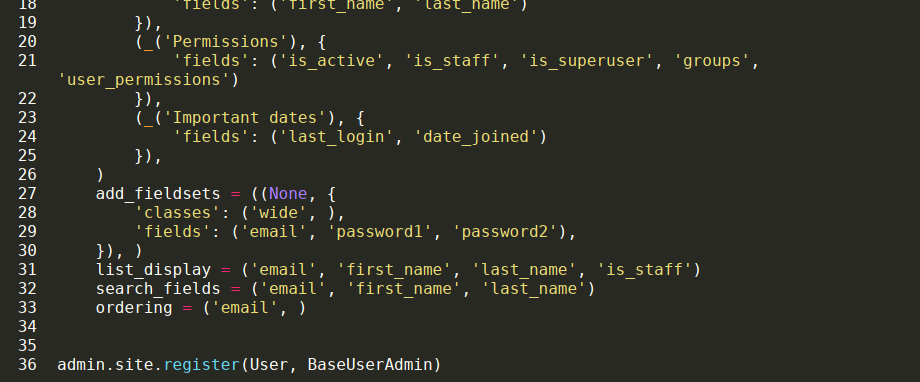 18             'fields': ('first_name', 'last_name')
19         }),
20         (_('Permissions'), {
21             'fields': ('is_active', 'is_staff', 'is_superuser', 'groups',
'user_permissions')
22         }),
23         (_('Important dates'), {
24             'fields': ('last_login', 'date_joined')
25         }),
26     )
27     add_fieldsets = ((None, {
28         'classes': ('wide', ),
29         'fields': ('email', 'password1', 'password2'),
30     }), )
31     list_display = ('email', 'first_name', 'last_name', 'is_staff')
32     search_fields = ('email', 'first_name', 'last_name')
33     ordering = ('email', )
34
35
36 admin.site.register(User, BaseUserAdmin)